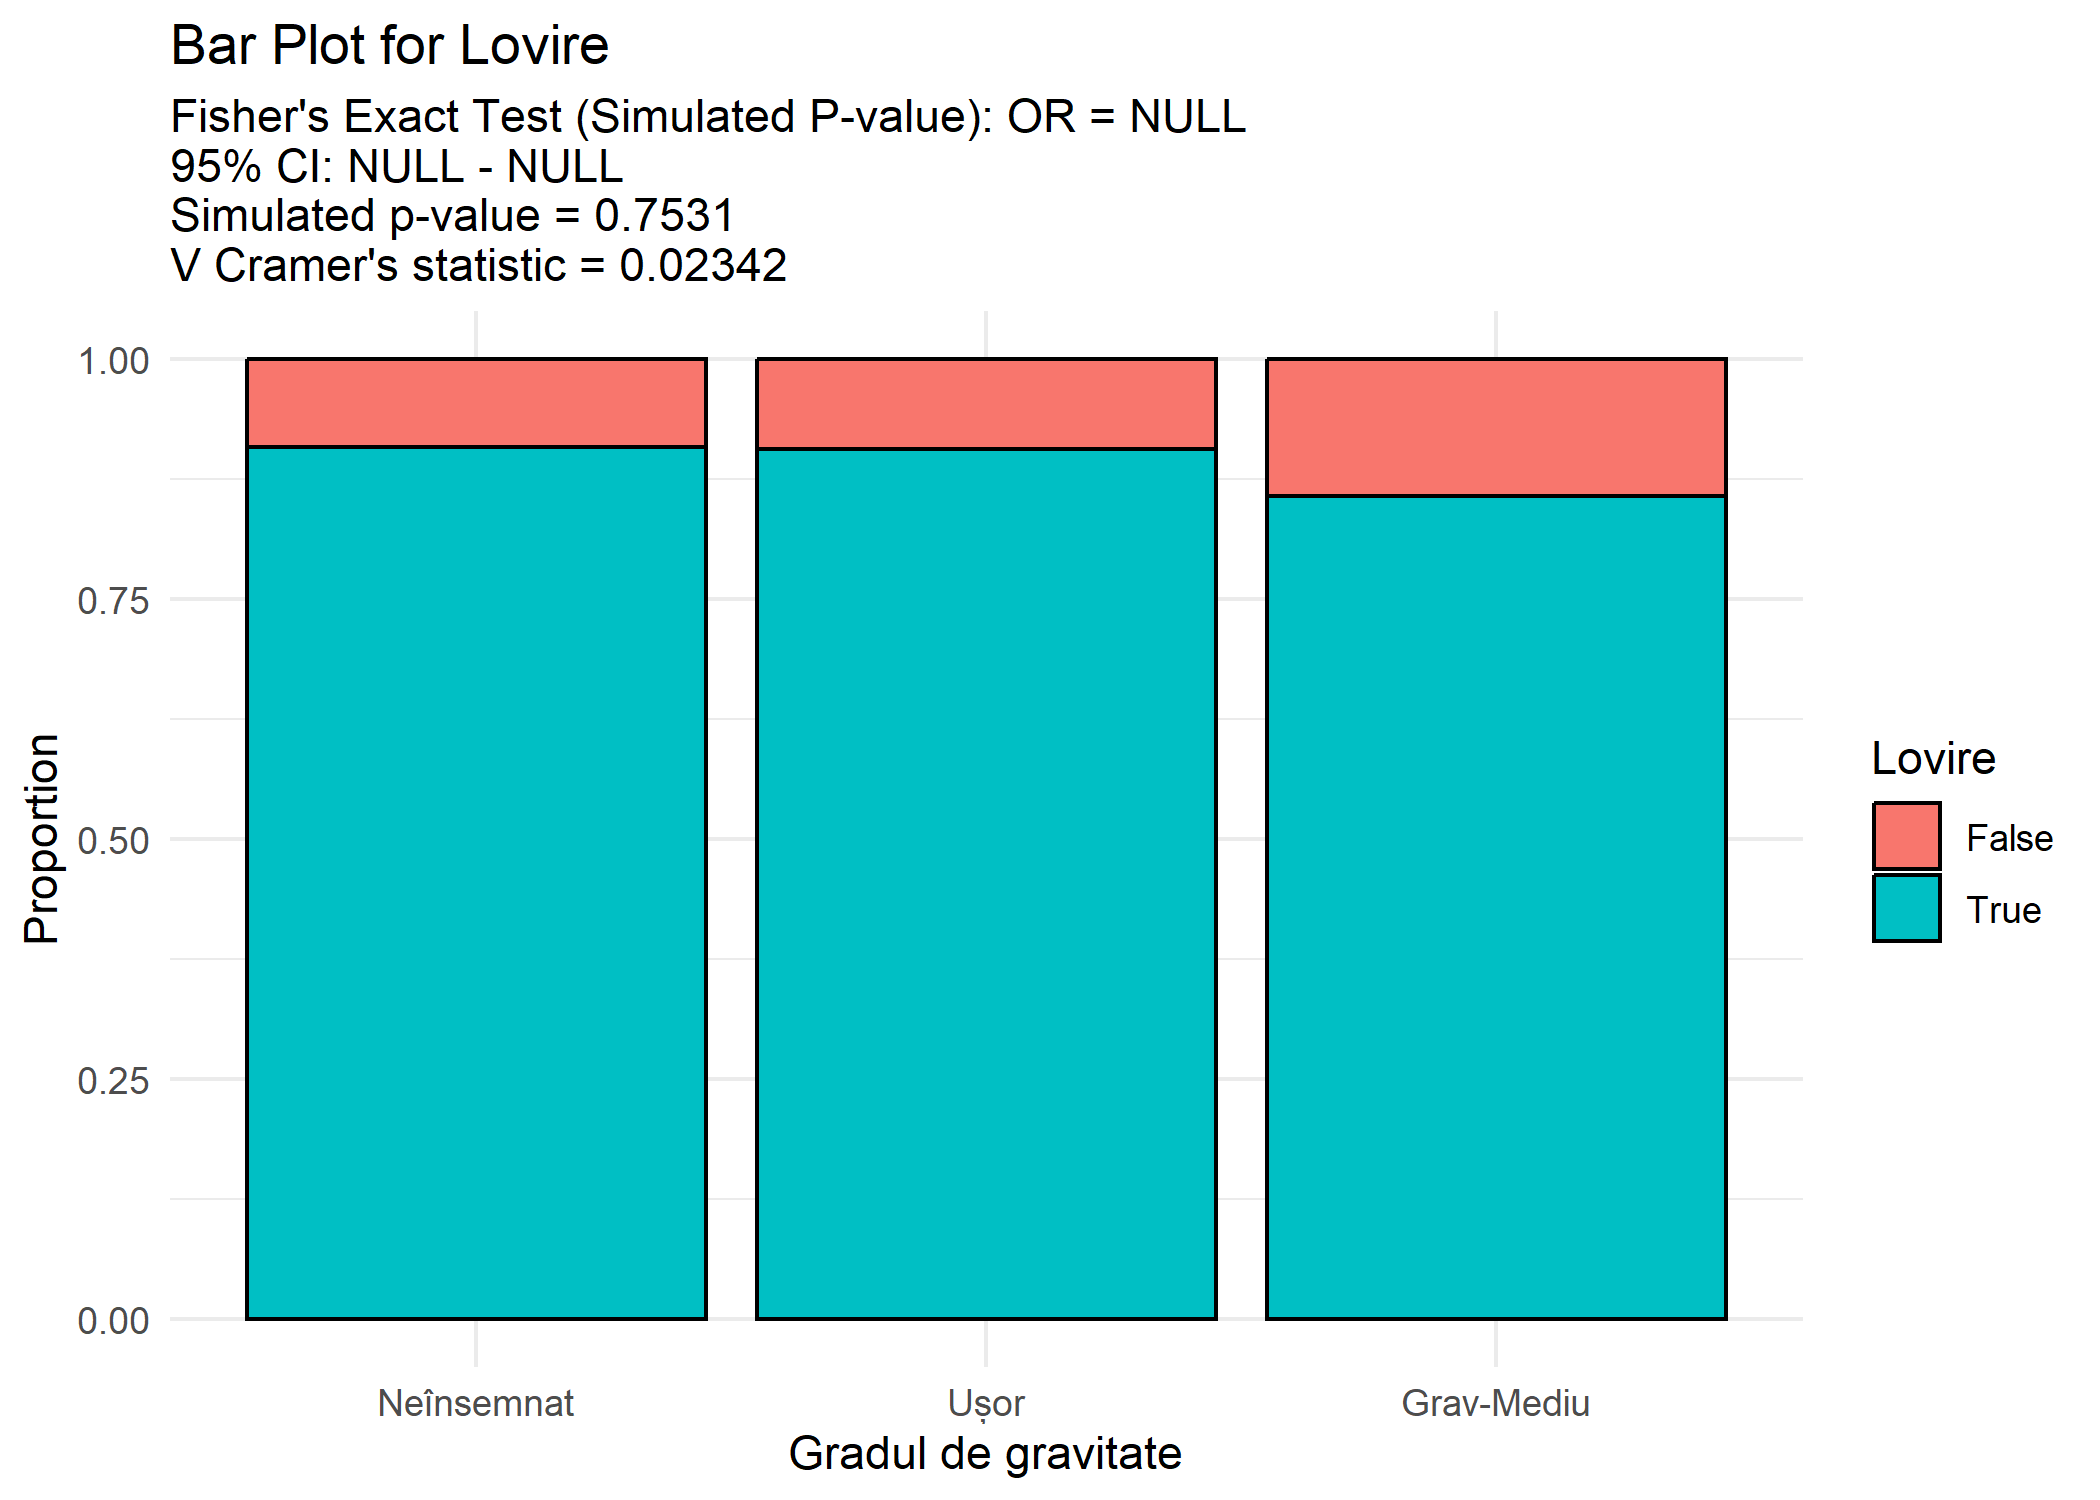 Bar Plot for Lovire
Fisher's Exact Test (Simulated P-value): OR = NULL
95% CI: NULL - NULL
Simulated p-value = 0.7531
V Cramer's statistic = 0.02342
1.00
0.75
0.50
0.25
0.00
Proportion
Neînsemnat
Ușor
Grav-Mediu
Gradul de gravitate
Lovire
False
True